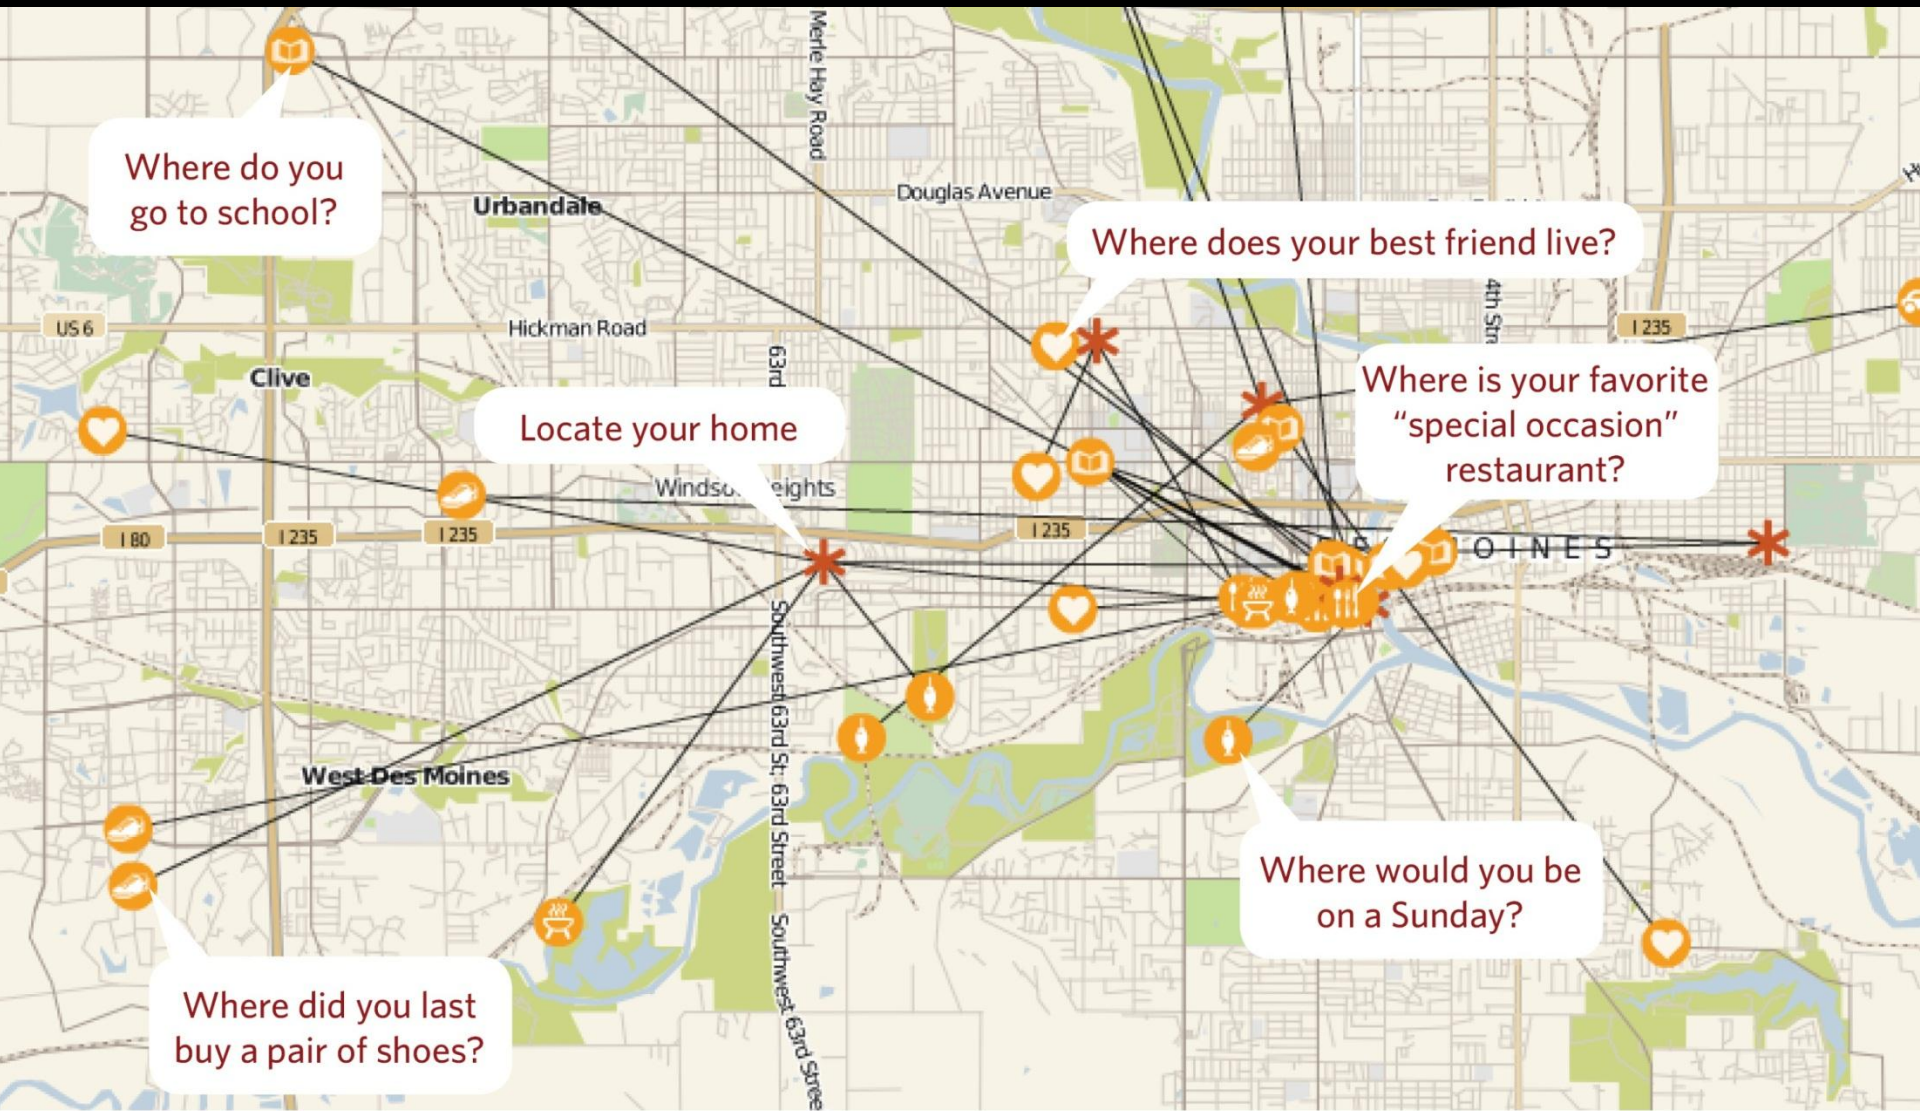 Merle Hay Road
Where do you
go to school?
Urbandale
Douglas Avenue
Where does your best friend live?
US 6
Hickman Road
4th Str
I 235
63rd
Clive
Where is your favorite
“special occasion”
restaurant?
Locate your home
I 80
I 235
I 235
I 235
OINES
Southwest 63rd St; 63rd Street
West Des Moines
Where would you be
on a Sunday?
Southwest 63rd Stree
Where did you last
buy a pair of shoes?